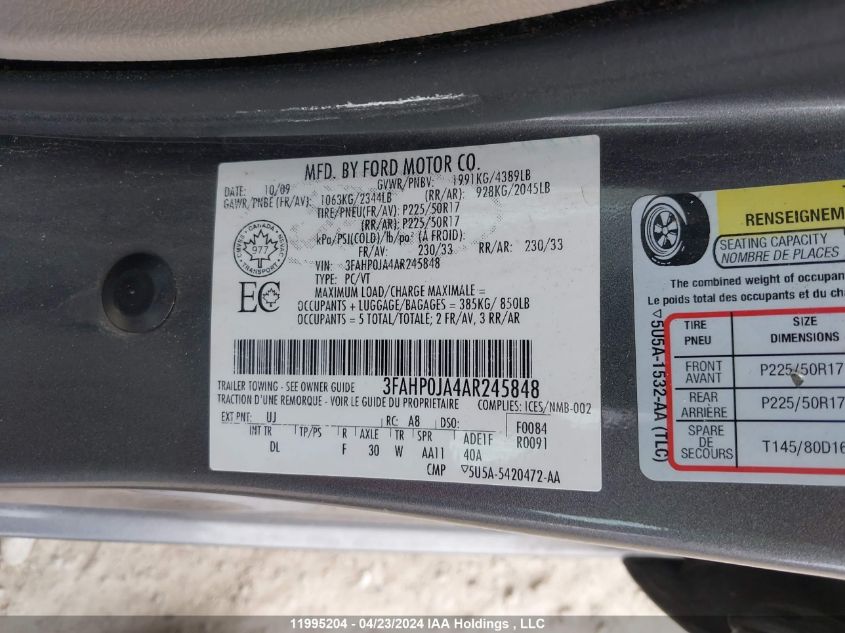 MFD. BY FORD MOTOR CO.
DATE: 10/09 GVWR/PNBV: 1991KG/4389LB
GAWR/PNBE (FR/AV): 1063KG/2344LB (RR/AR): 928KG/2045LB
TIRE/PNEU(FR/AV): P225/50R17
(RR/AR): P225/50R17
kPa/PSI(COLD)/lb/po² (A FROID):
FR/AV: 230/33 RR/AR: 230/33
VIN: 3FAHP0JA4AR245848
TYPE: PC/VT
MAXIMUM LOAD/CHARGE MAXIMALE =
OCCUPANTS + LUGGAGE/BAGAGES = 385KG/ 850LB
OCCUPANTS = 5 TOTAL/TOTALE; 2 FR/AV, 3 RR/AR
CANADA
977
TRANSPORT
EC
3FAHP0JA4AR245848
TRAILER TOWING - SEE OWNER GUIDE
TRACTION D'UNE REMORQUE - VOIR LE GUIDE DU PROPRIETAIRE COMPLIES: ICES/NMB-002
EXT PNT: UJ RC: A8 DSO: F0084
INT TR TP/PS R AXLE TR SPR ADE1F R0091
DL F 30 W AA11 40A
CMP ▽5U5A-5420472-AA
RENSEIGNEM
SEATING CAPACITY
NOMBRE DE PLACES
The combined weight of occupan
Le poids total des occupants et du ch
▽5U5A-1532-AA (TLC)
TIRE PNEU SIZE DIMENSIONS
FRONT AVANT P225/50R17
REAR ARRIÈRE P225/50R17
SPARE DE SECOURS T145/80D16
11995204 - 04/23/2024 IAA Holdings , LLC